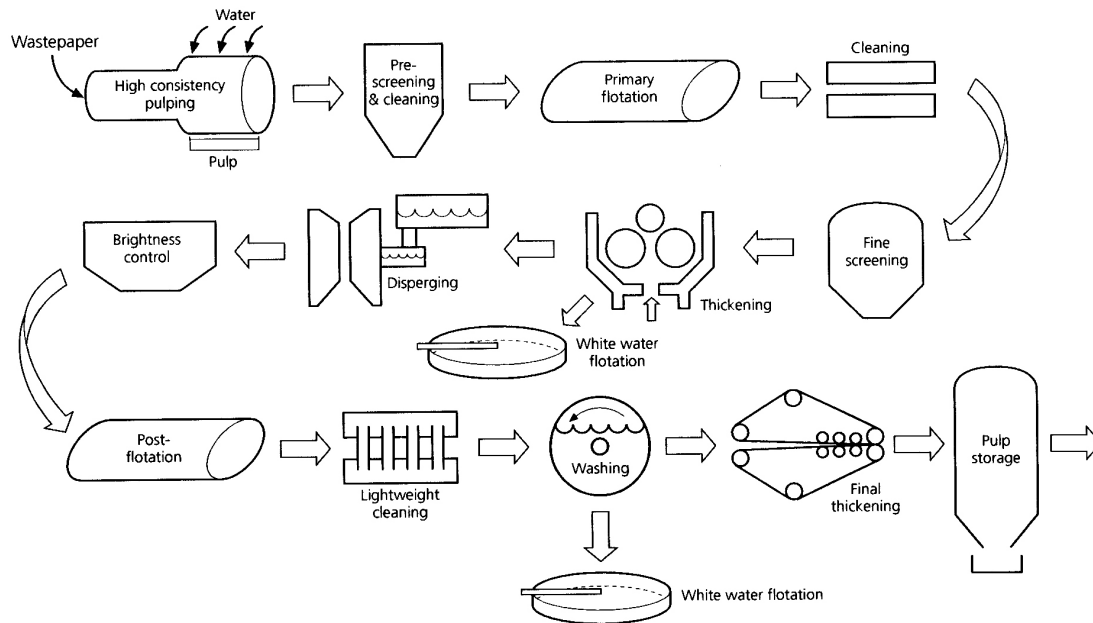 Water
Wastepaper
High consistency
pulping
Pulp
Pre-
screening
& cleaning
Primary
flotation
Cleaning
Brightness
control
Disperging
Thickening
Fine
screening
White water
flotation
Post-
flotation
Lightweight
cleaning
Washing
Final
thickening
Pulp
storage
White water flotation